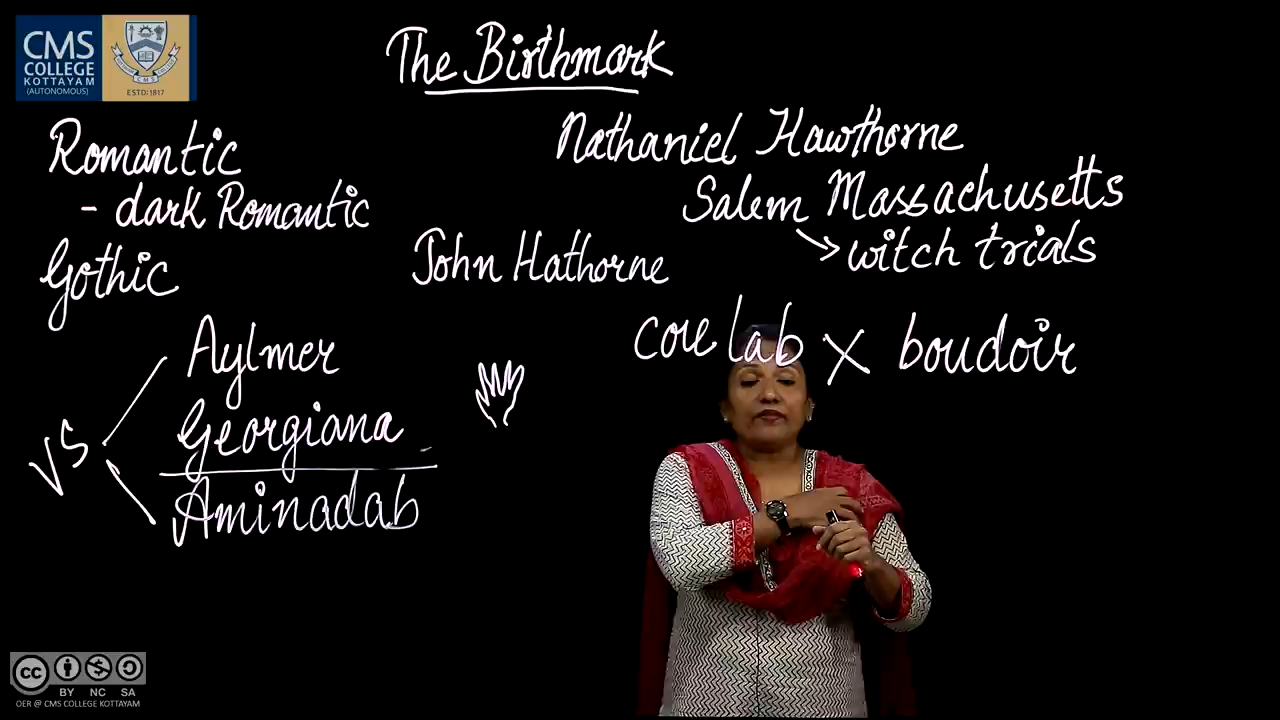 CMS
COLLEGE
KOTTAYAM
(AUTONOMOUS)
ESTD:1817
The Birthmark
Romantic
- dark Romantic
Gothic
Nathaniel Hawthorne
Salem Massachusetts
→ witch trials
John Hathorne
lab X boudoir
VS
Aylmer
Georgiana
Aminadab
cc
BY NC SA
OER @ CMS COLLEGE KOTTAYAM